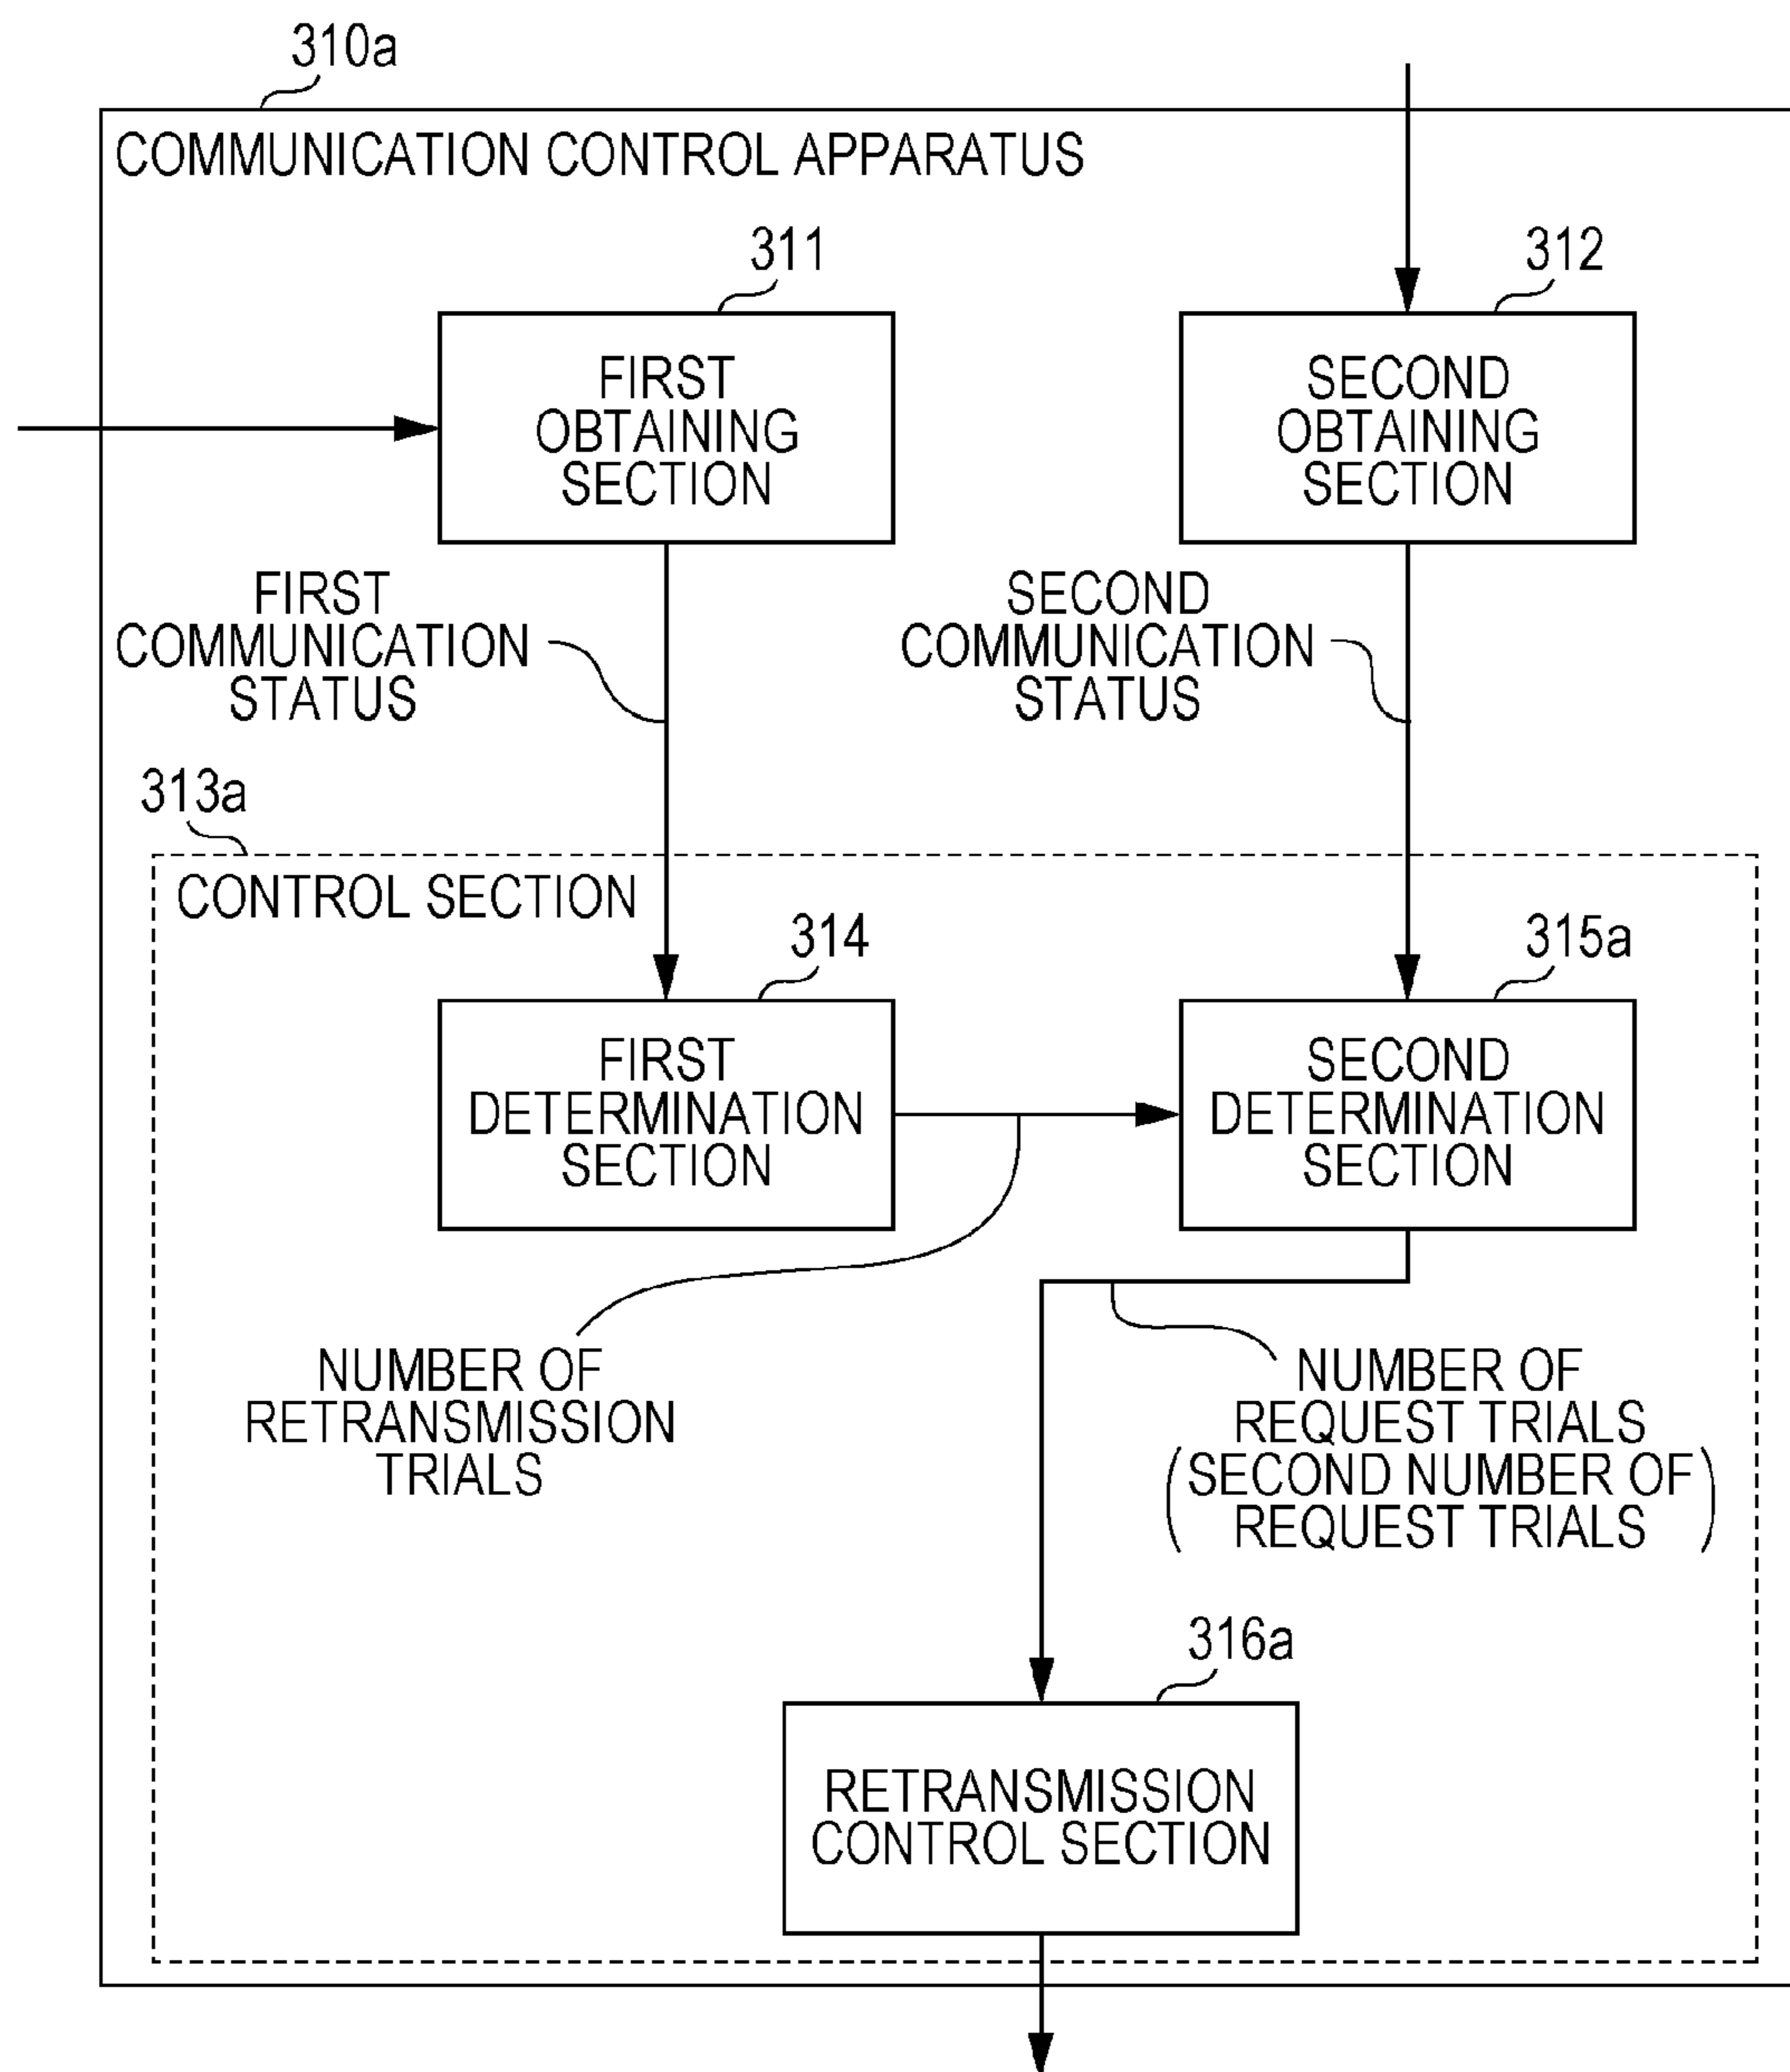 310a
COMMUNICATION CONTROL APPARATUS
311
312
FIRST
OBTAINING
SECTION
SECOND
OBTAINING
SECTION
FIRST
COMMUNICATION
STATUS
SECOND
COMMUNICATION
STATUS
313a
CONTROL SECTION
314
315a
FIRST
DETERMINATION
SECTION
SECOND
DETERMINATION
SECTION
NUMBER OF
RETRANSMISSION
TRIALS
NUMBER OF
REQUEST TRIALS
(SECOND NUMBER OF
REQUEST TRIALS)
316a
RETRANSMISSION
CONTROL SECTION